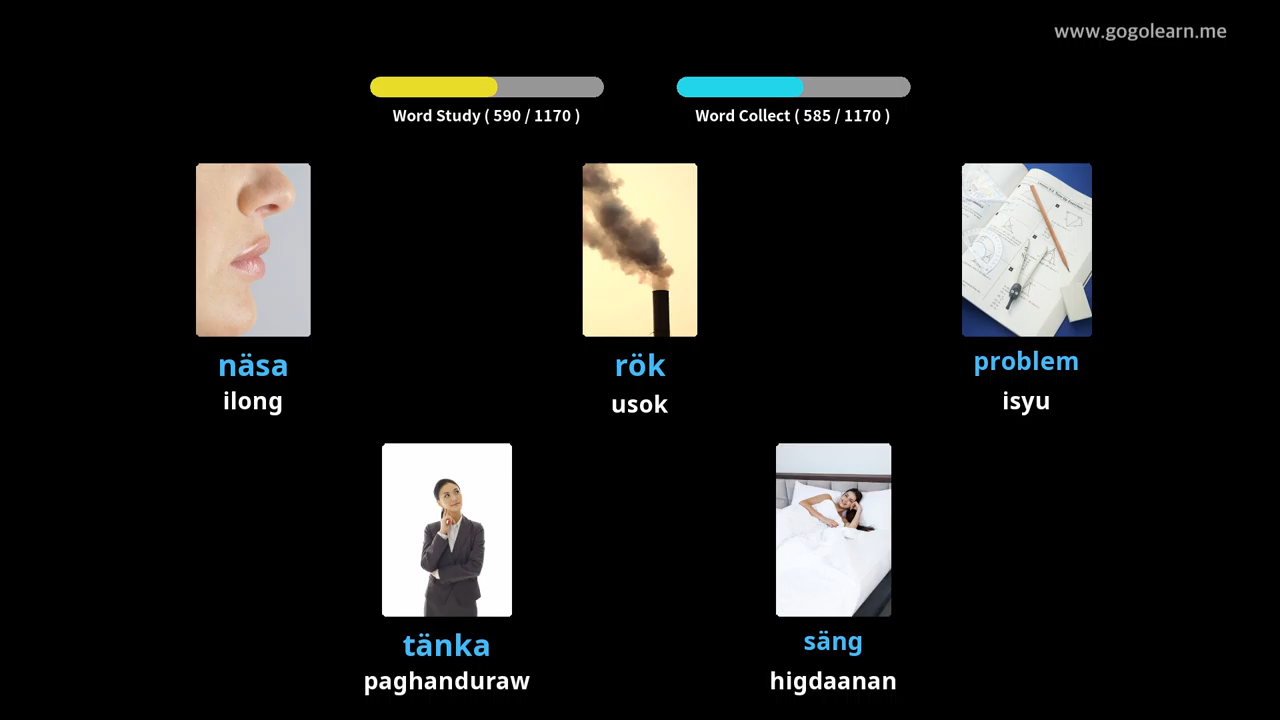 www.gogolearn.me
Word Study ( 590 / 1170 )
Word Collect ( 585 / 1170 )
näsa
ilong
rök
usok
problem
isyu
tänka
paghanduraw
säng
higdaanan